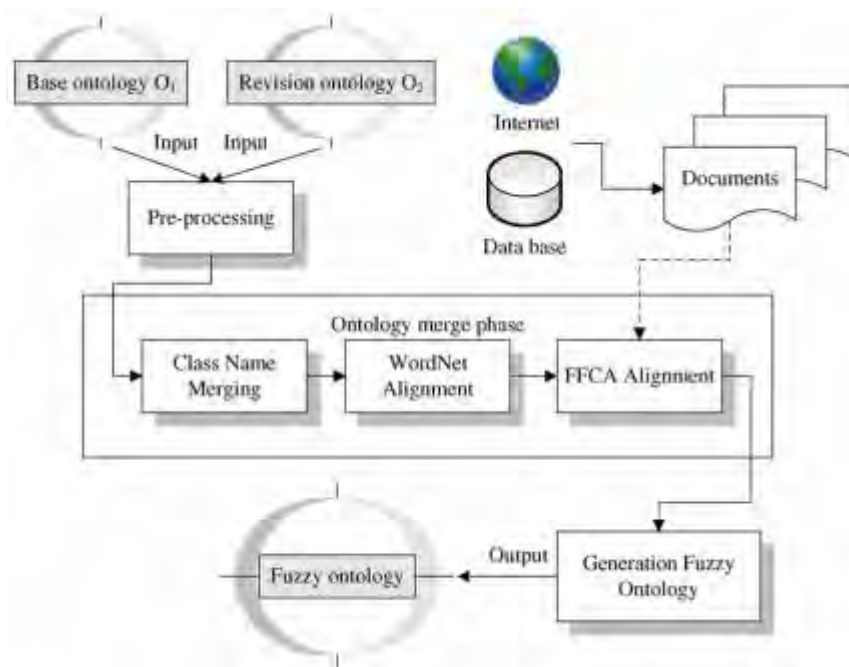 Base ontology O1
Revision ontology O2
Internet
Input
Input
Documents
Pre-processing
Data base
Ontology merge phase
Class Name
Merging
WordNet
Alignment
FFCA Alignment
Fuzzy ontology
Output
Generation Fuzzy
Ontology